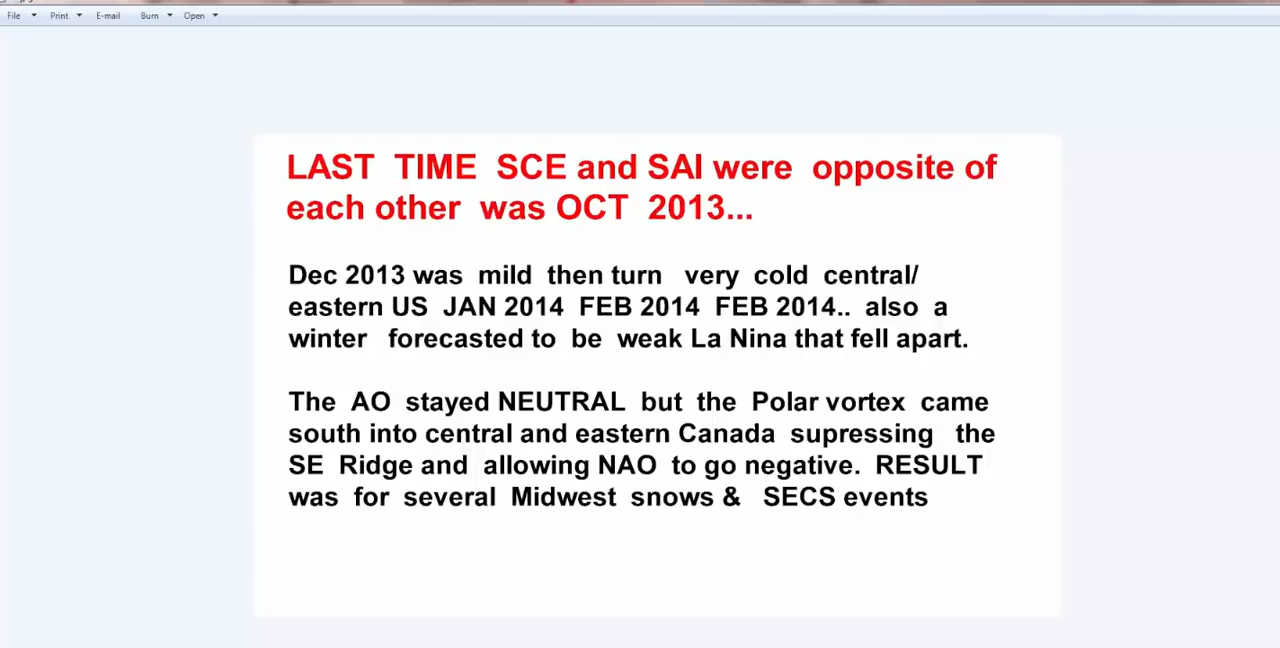 File Print E-mail Burn Open
LAST TIME SCE and SAI were opposite of
each other was OCT 2013...
Dec 2013 was mild then turn very cold central/
eastern US JAN 2014 FEB 2014 FEB 2014.. also a
winter forecasted to be weak La Nina that fell apart.
The AO stayed NEUTRAL but the Polar vortex came
south into central and eastern Canada supressing the
SE Ridge and allowing NAO to go negative. RESULT
was for several Midwest snows & SECS events